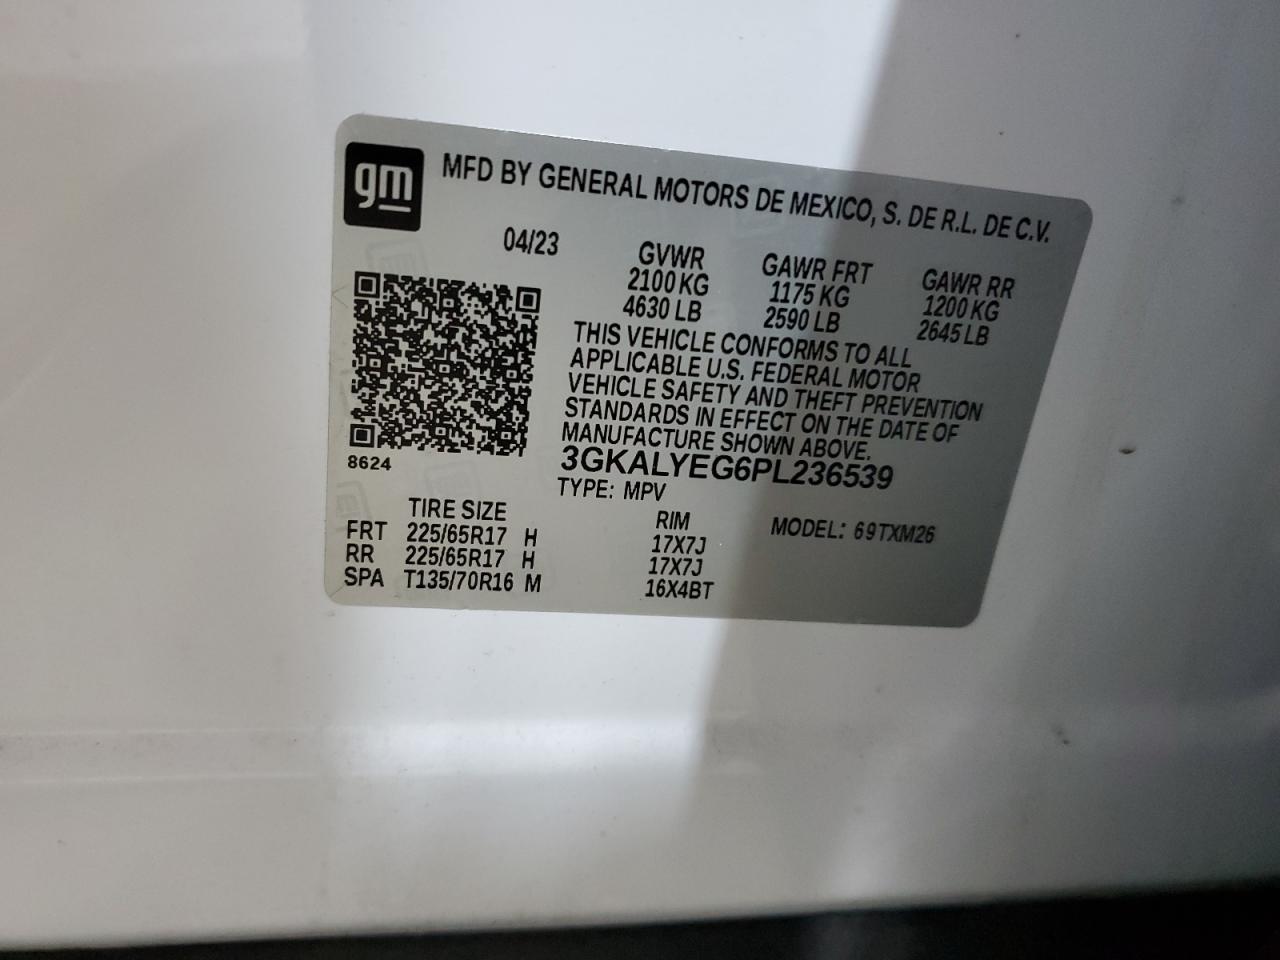 gm
MFD BY GENERAL MOTORS DE MEXICO, S. DE R.L. DE C.V.
04/23 GVWR GAWR FRT GAWR RR
2100 KG 1175 KG 1200 KG
4630 LB 2590 LB 2645 LB
THIS VEHICLE CONFORMS TO ALL
APPLICABLE U.S. FEDERAL MOTOR
VEHICLE SAFETY AND THEFT PREVENTION
STANDARDS IN EFFECT ON THE DATE OF
MANUFACTURE SHOWN ABOVE.
8624
3GKALYEG6PL236539
TYPE: MPV
MODEL: 69TXM26
TIRE SIZE RIM
FRT 225/65R17 H 17X7J
RR 225/65R17 H 17X7J
SPA T135/70R16 M 16X4BT